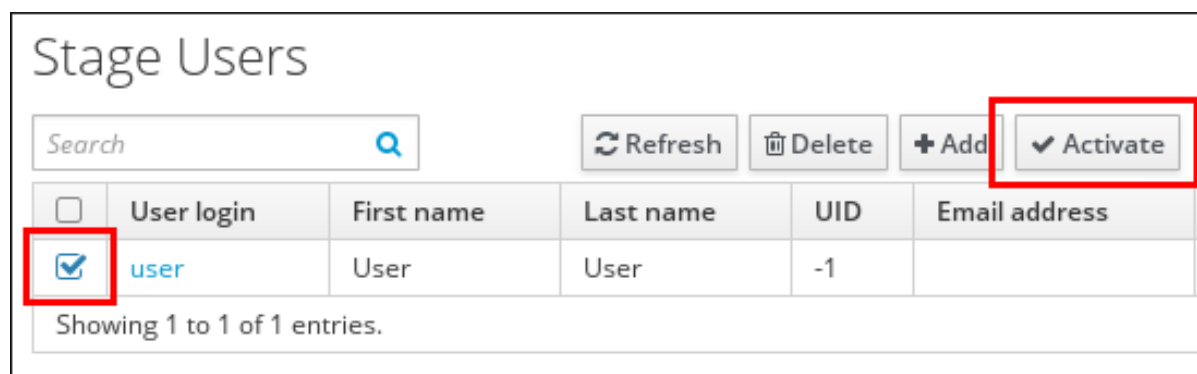 Stage Users
Search Refresh Delete Add Activate
User login First name Last name UID Email address
user User User -1
Showing 1 to 1 of 1 entries.